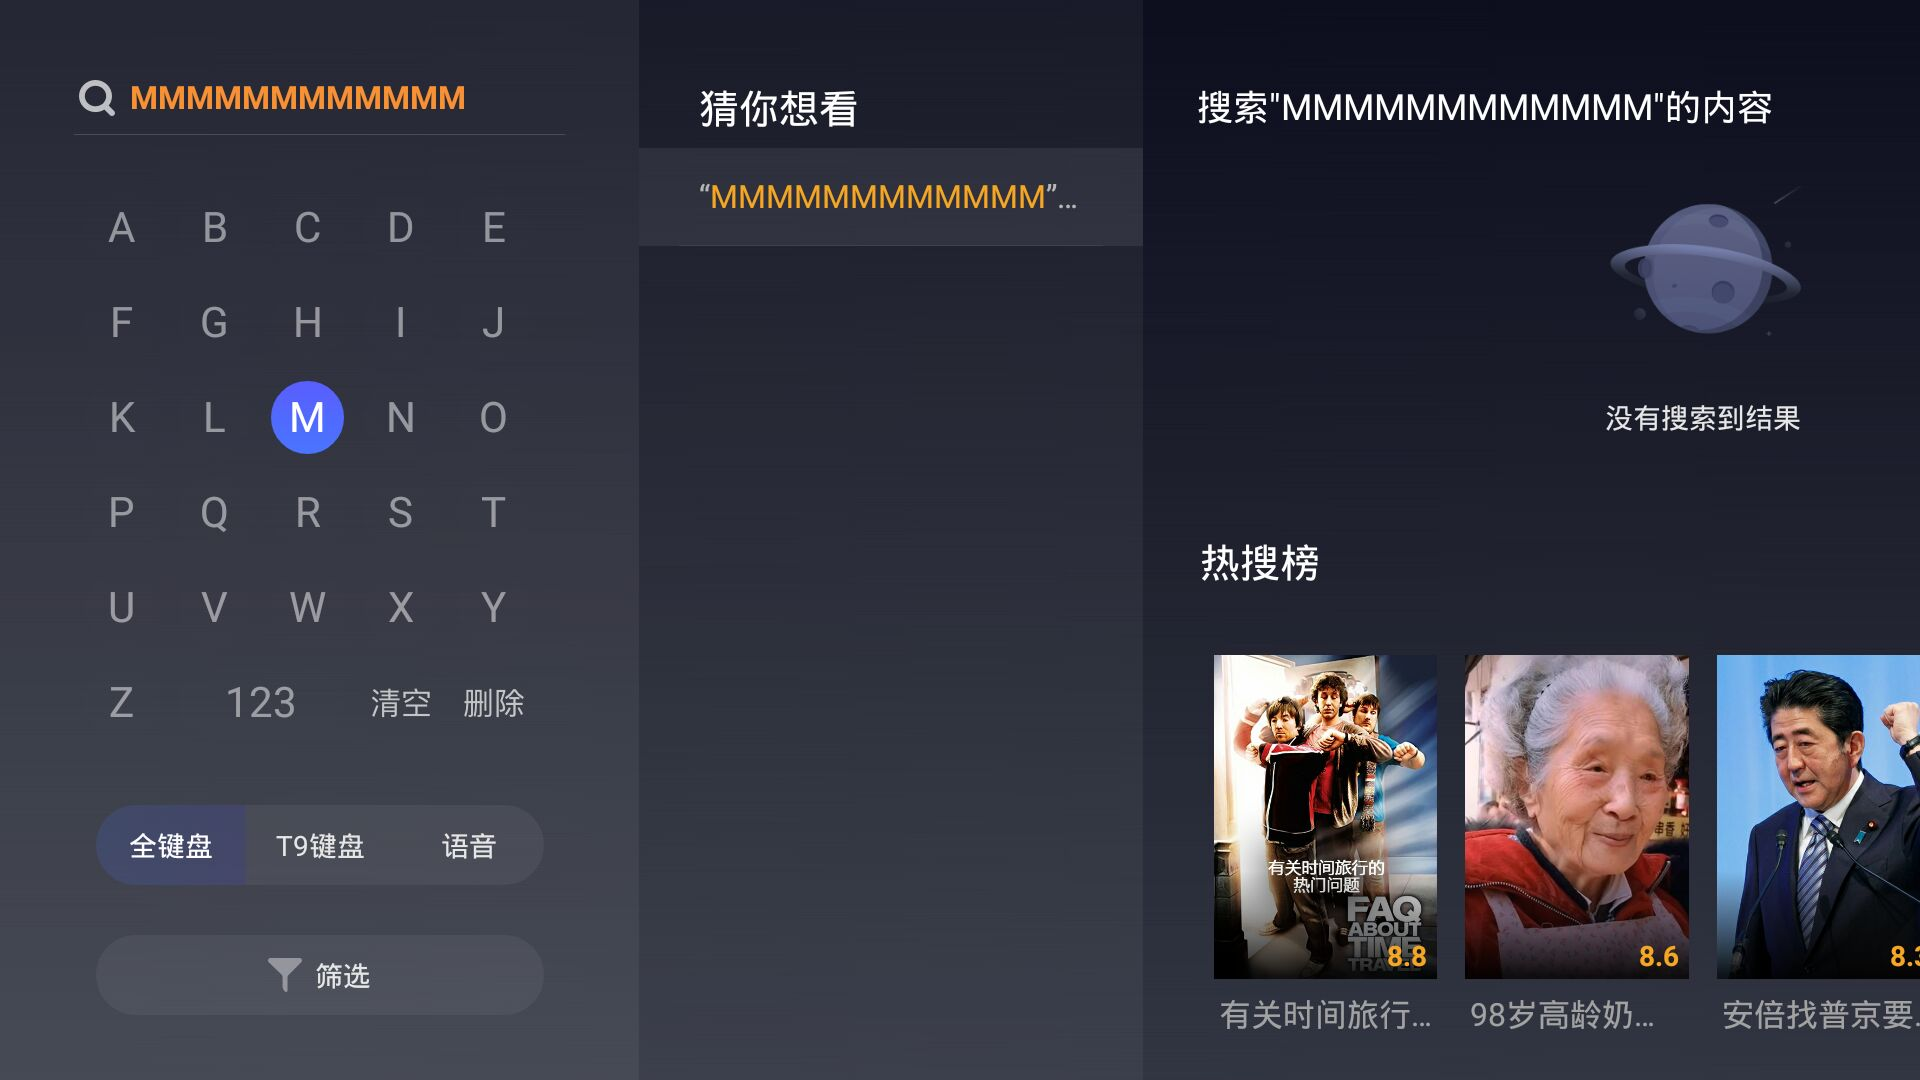 MMMMMMMMMMMM
A B C D E
F G H I J
K L M N O
P Q R S T
U V W X Y
Z 123 清空 删除
全键盘 T9键盘 语音
筛选
猜你想看
“MMMMMMMMMMMM”...
搜索"MMMMMMMMMMMM"的内容
没有搜索到结果
热搜榜
有关时间旅行的
热门问题
FAQ
ABOUT
TIME
TRAVEL
8.8
有关时间旅行...
8.6
98岁高龄奶...
8.3
安倍找普京要.